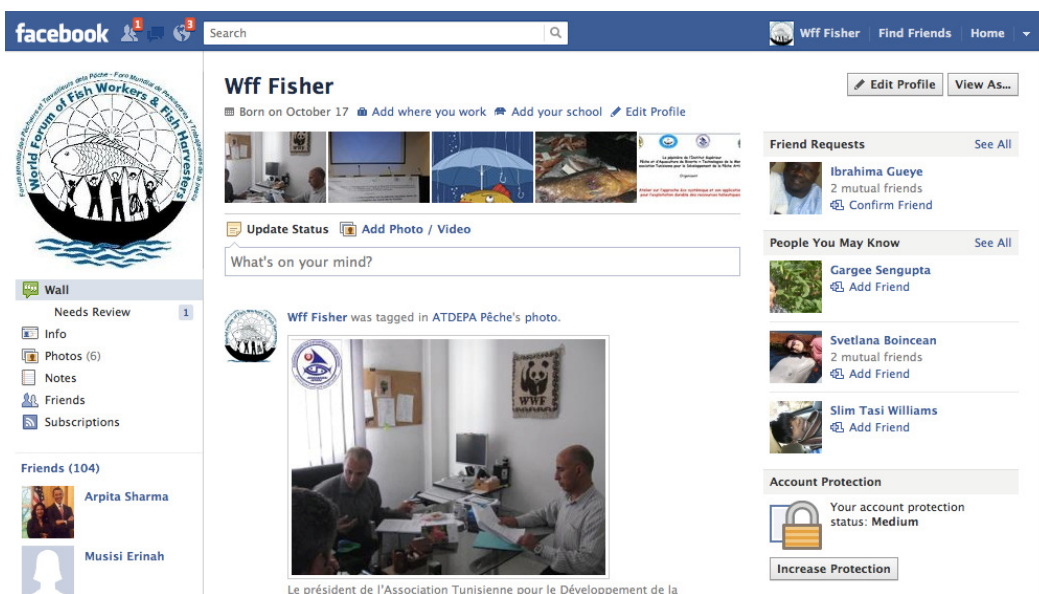 facebook
1
3
Search
Wff Fisher
Find Friends
Home
World Forum of Fish Workers & Fish Harvesters
Wff Fisher
Edit Profile
View As...
Born on October 17 Add where you work Add your school Edit Profile
Update Status Add Photo / Video
What's on your mind?
Wall
Needs Review 1
Info
Photos (6)
Notes
Friends
Subscriptions
Friends (104)
Arpita Sharma
Musisi Erinah
Wff Fisher was tagged in ATDEPA Pêche's photo.
WWF
Le président de l'Association Tunisienne pour le Développement de la
Friend Requests See All
Ibrahima Gueye
2 mutual friends
Confirm Friend
People You May Know See All
Gargee Sengupta
Add Friend
Svetlana Boincean
2 mutual friends
Add Friend
Slim Tasi Williams
Add Friend
Account Protection
Your account protection
status: Medium
Increase Protection